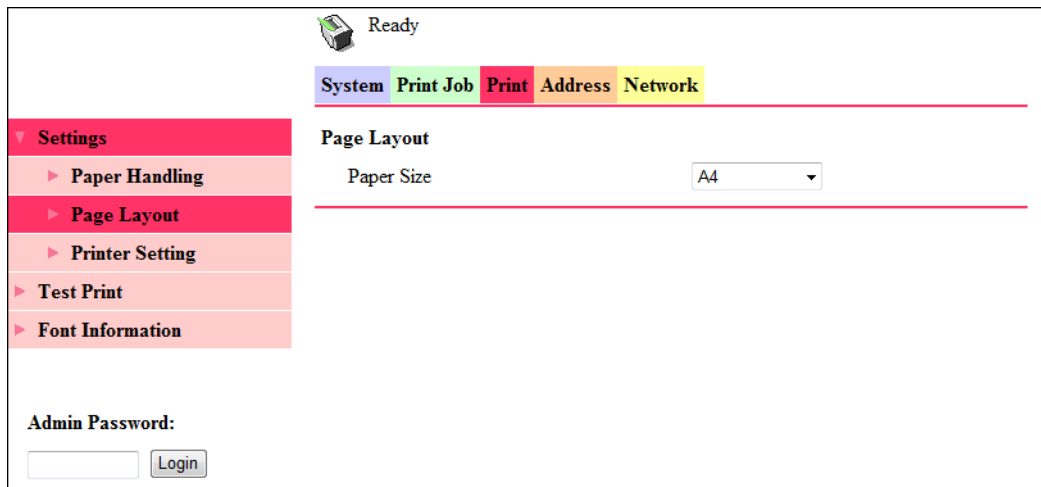 Ready
System Print Job Print Address Network
Settings
Paper Handling
Page Layout
Printer Setting
Test Print
Font Information
Admin Password:
Login
Page Layout
Paper Size A4